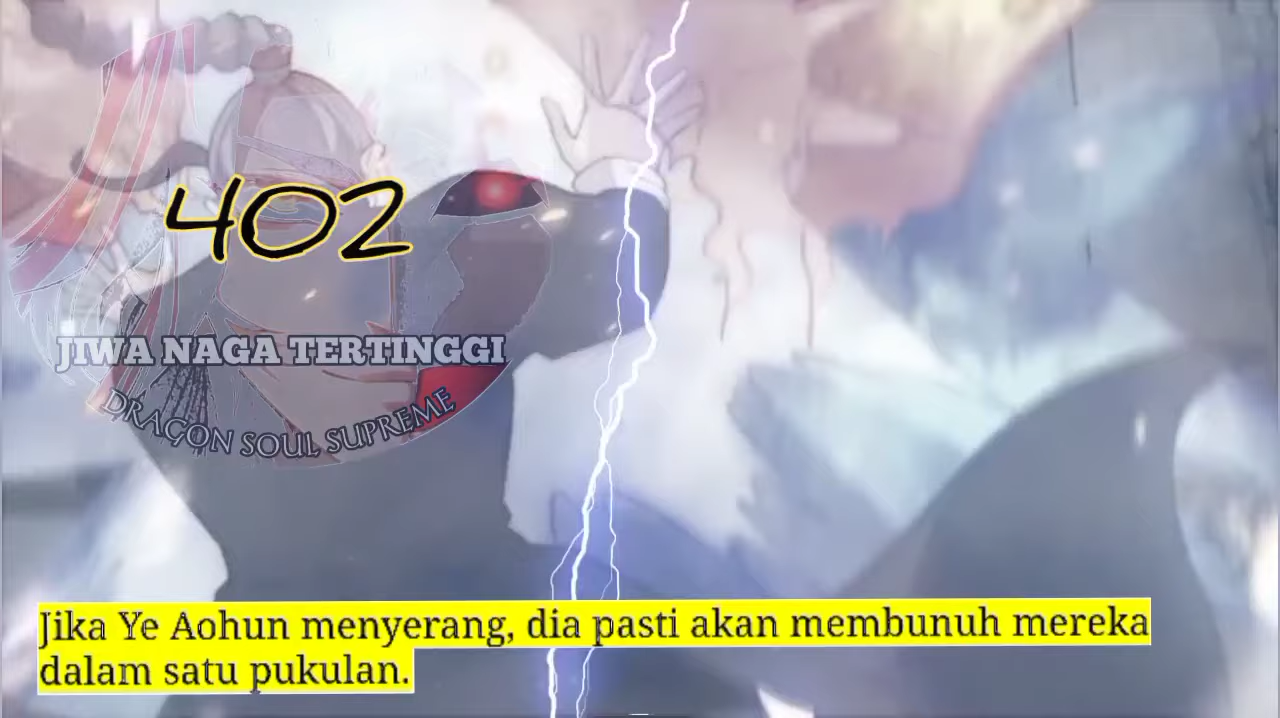 402
JIWA NAGA TERTINGGI
DRAGON SOUL SUPREME
Jika Ye Aohun menyerang, dia pasti akan membunuh mereka
dalam satu pukulan.